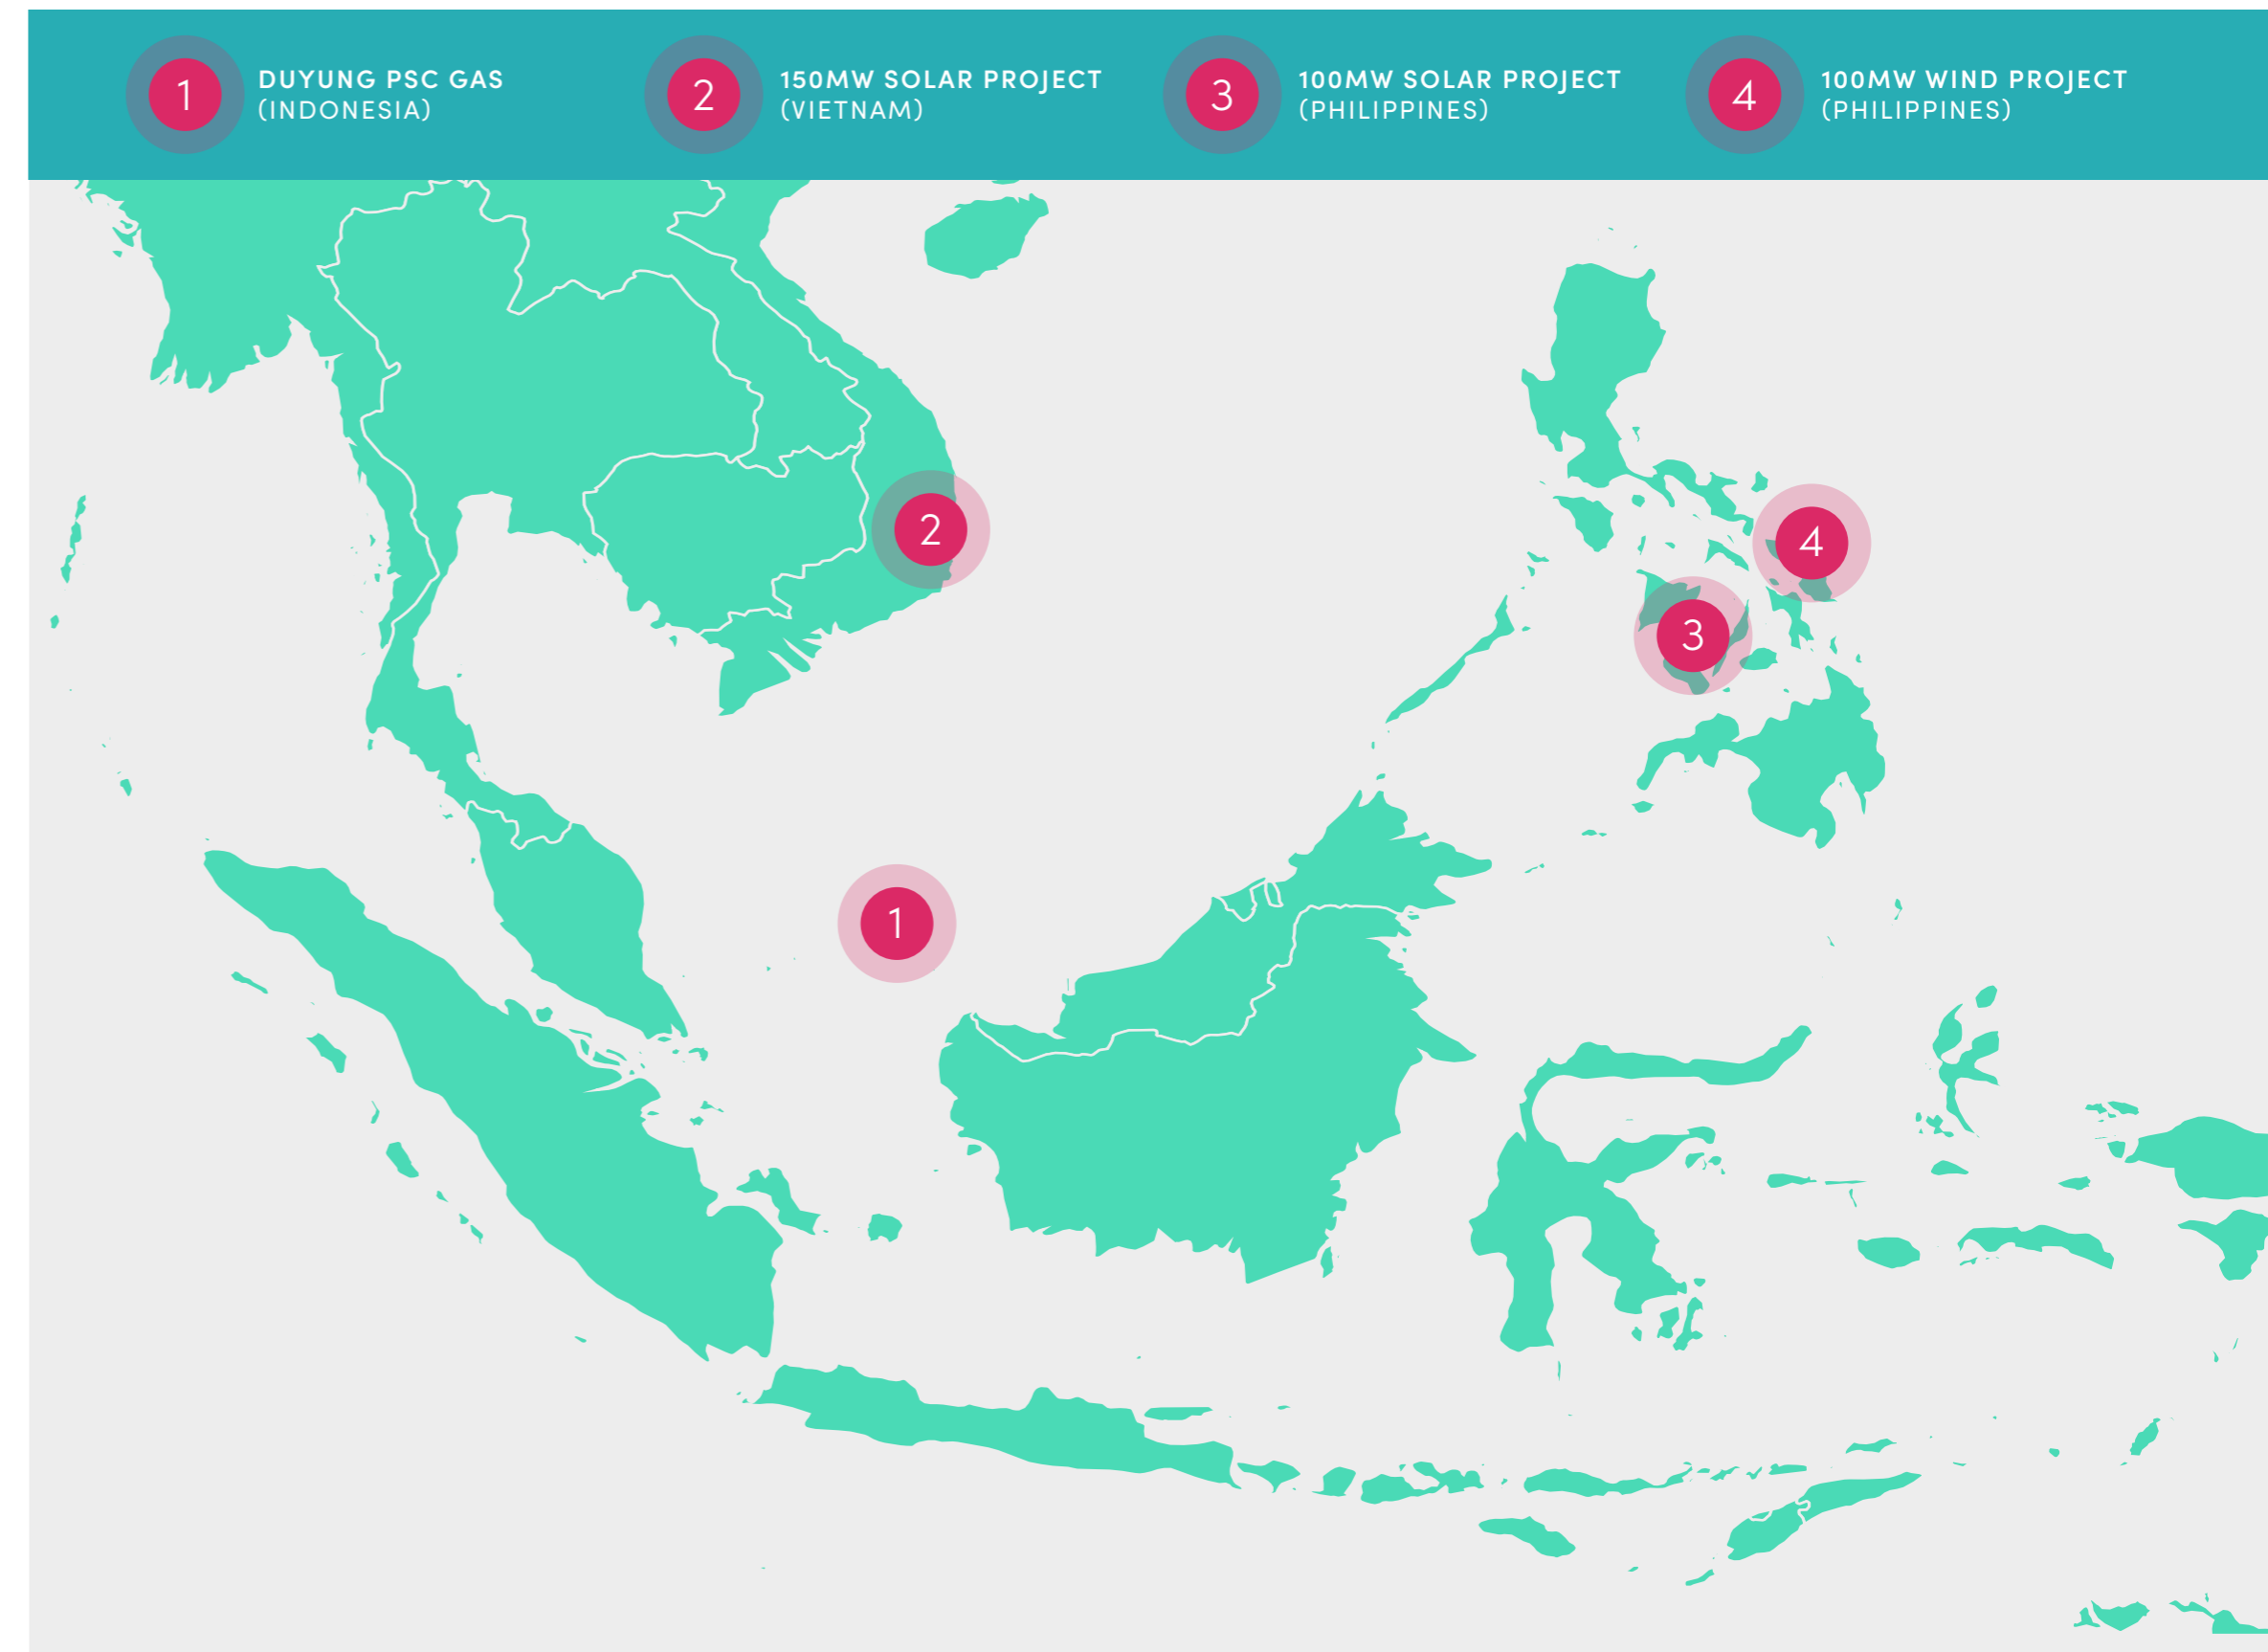 1
DUYUNG PSC GAS
(INDONESIA)
2
150MW SOLAR PROJECT
(VIETNAM)
3
100MW SOLAR PROJECT
(PHILIPPINES)
4
100MW WIND PROJECT
(PHILIPPINES)
2
4
3
1